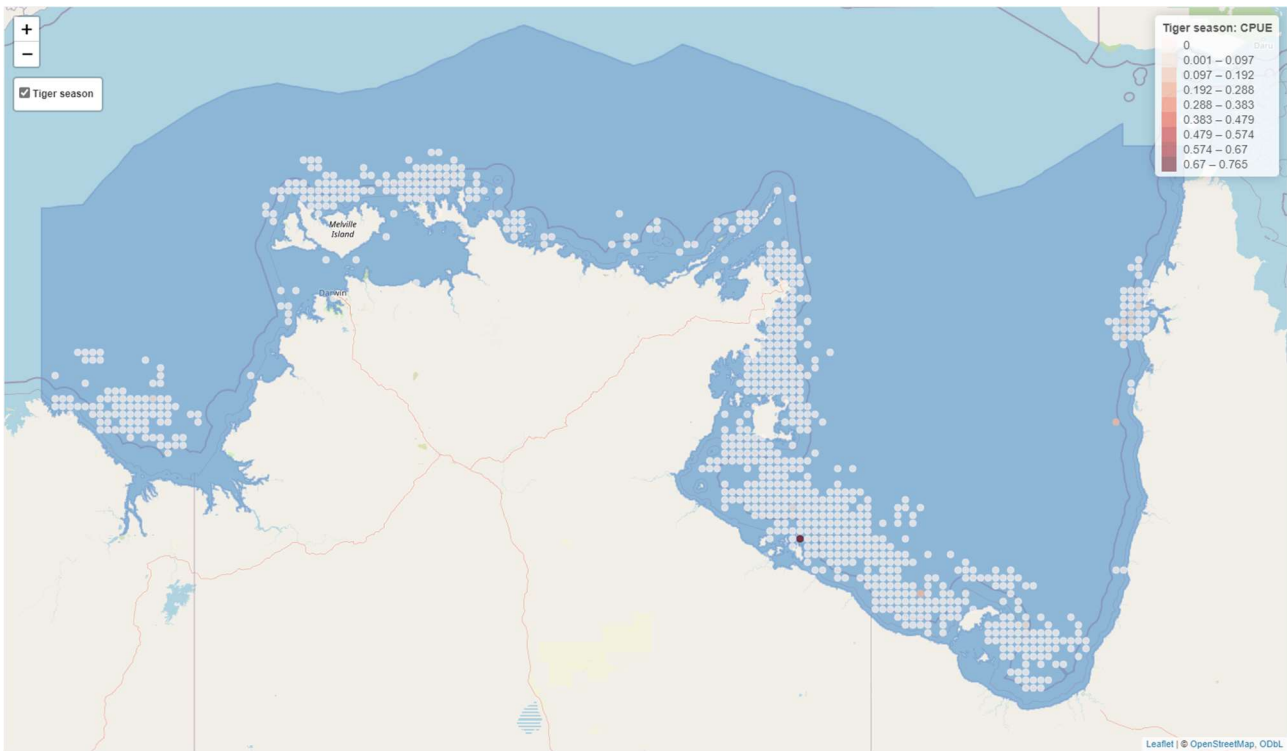 +
−
Tiger season
Tiger season: CPUE
0
0.001 – 0.097
0.097 – 0.192
0.192 – 0.288
0.288 – 0.383
0.383 – 0.479
0.479 – 0.574
0.574 – 0.67
0.67 – 0.765
Daru
Melville
Island
Darwin
Leaflet | © OpenStreetMap, ODbL